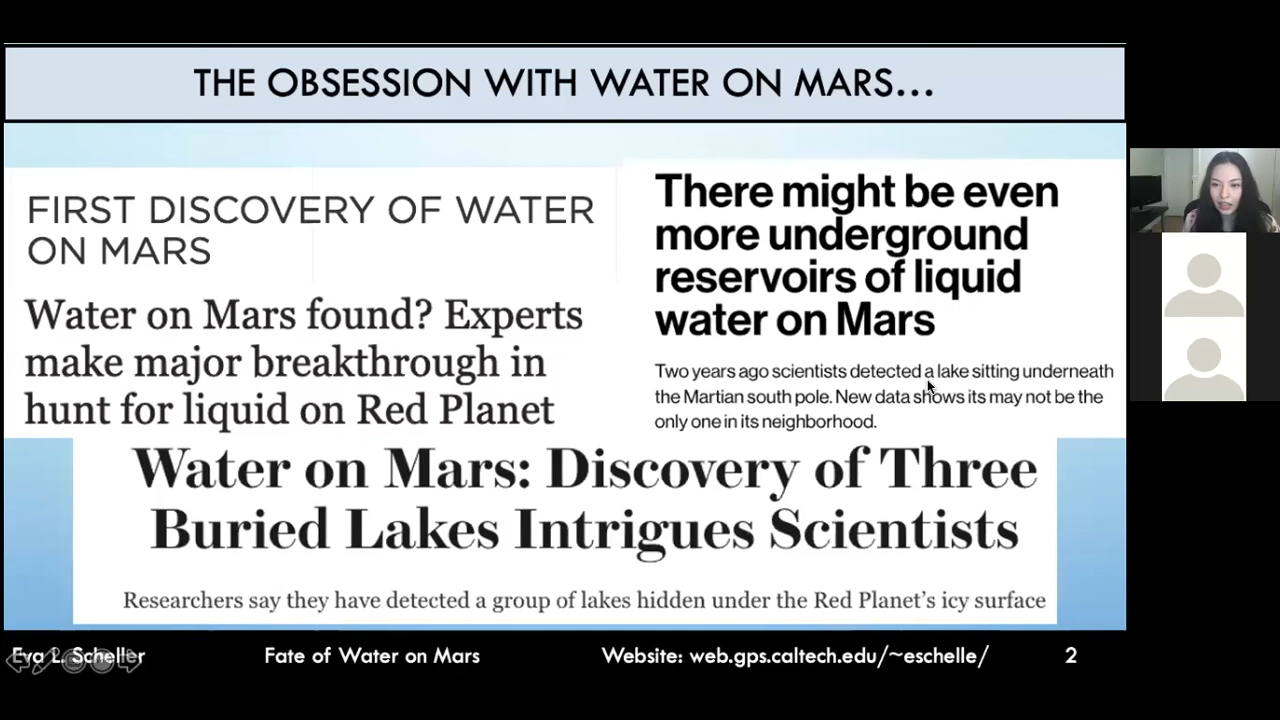 THE OBSESSION WITH WATER ON MARS...
FIRST DISCOVERY OF WATER
ON MARS
Water on Mars found? Experts
make major breakthrough in
hunt for liquid on Red Planet
There might be even
more underground
reservoirs of liquid
water on Mars
Two years ago scientists detected a lake sitting underneath
the Martian south pole. New data shows its may not be the
only one in its neighborhood.
Water on Mars: Discovery of Three
Buried Lakes Intrigues Scientists
Researchers say they have detected a group of lakes hidden under the Red Planet's icy surface
Eva L. Scheller
Fate of Water on Mars
Website: web.gps.caltech.edu/~eschelle/
2